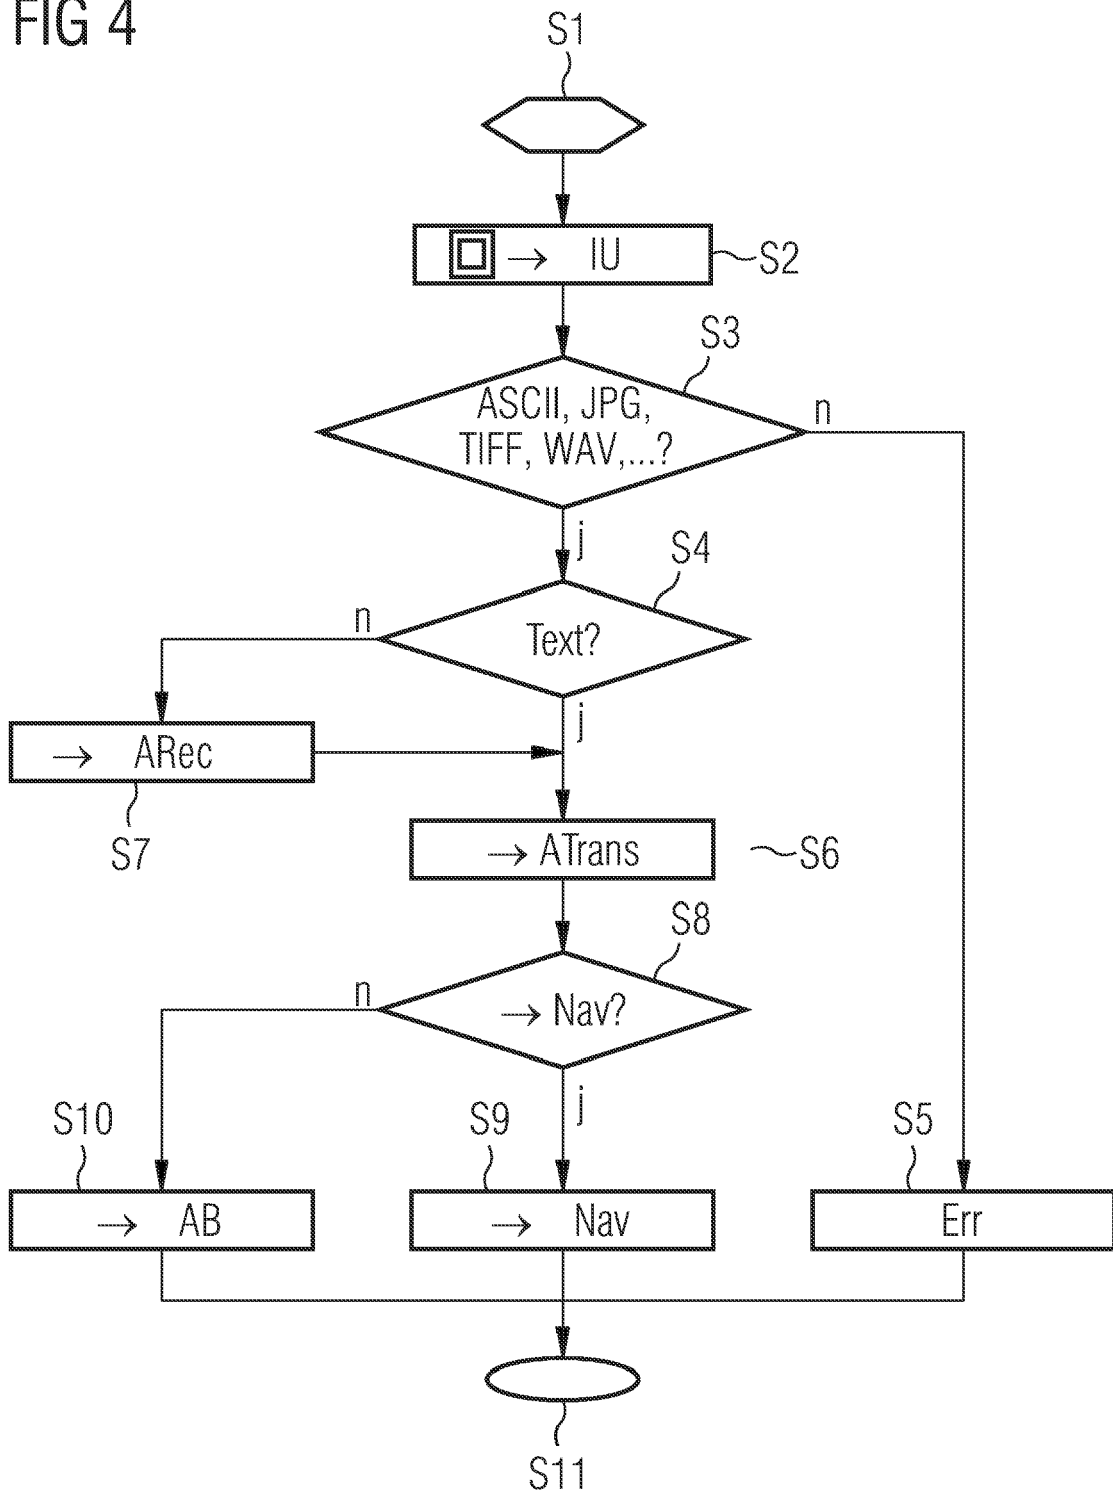 FIG 4
S1
→ IU
S2
S3
ASCII, JPG,
TIFF, WAV,...?
n
j
S4
n
Text?
j
→ ARec
S7
→ ATrans
S6
S8
n
→ Nav?
j
S10
S9
S5
→ AB
→ Nav
Err
S11